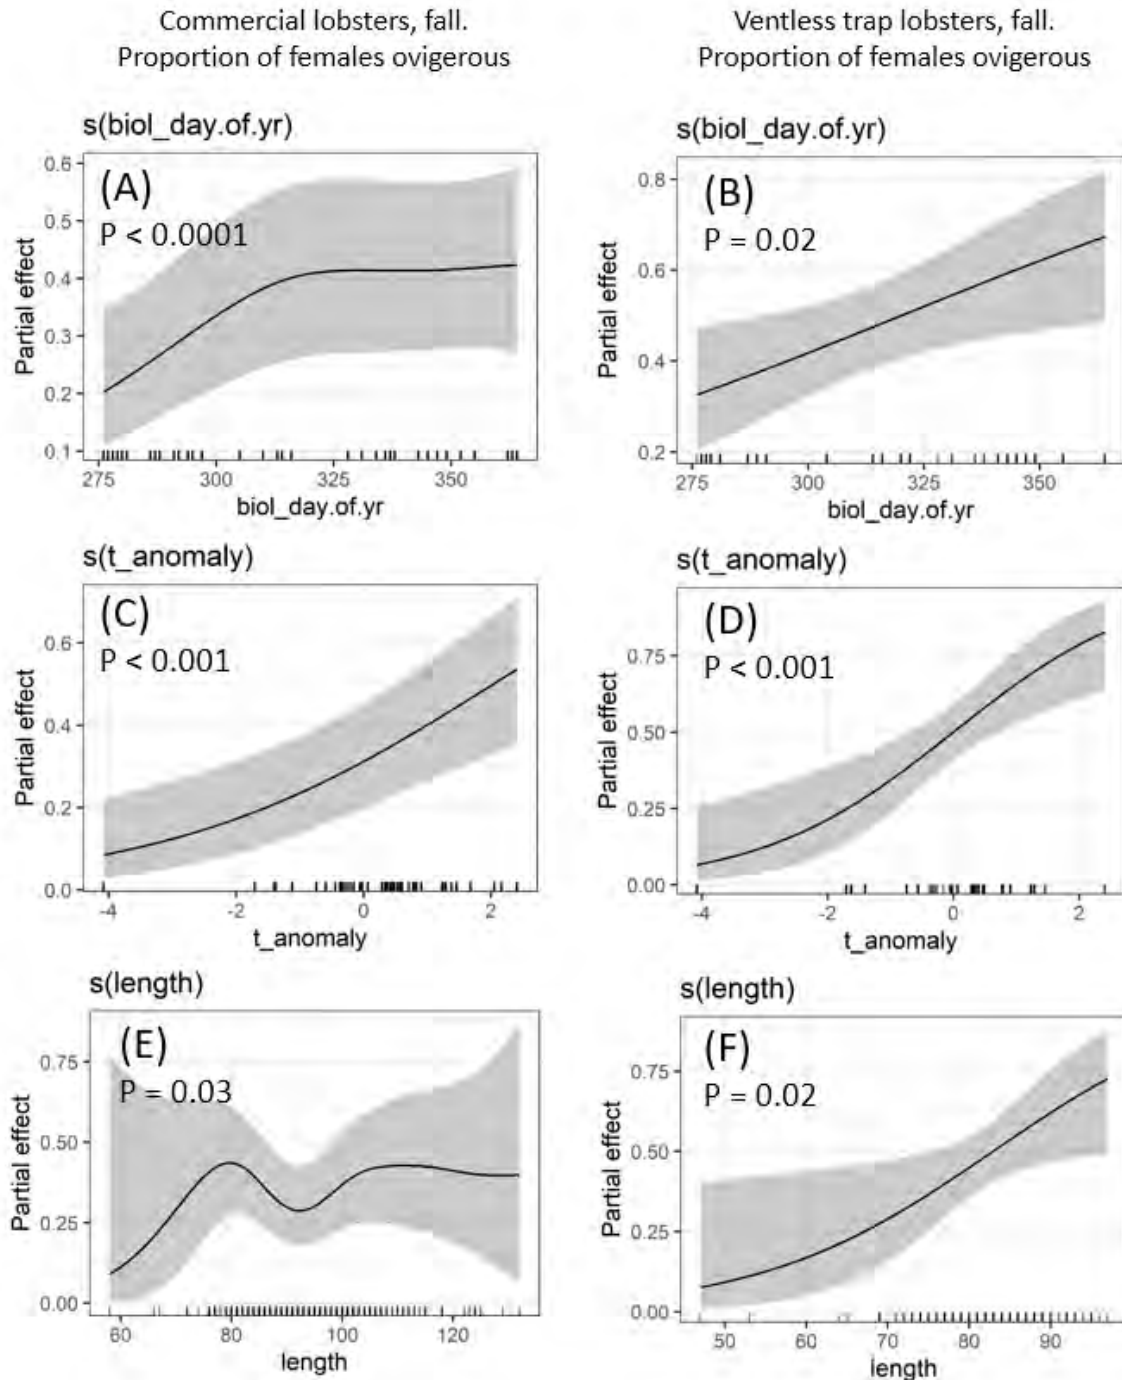 Commercial lobsters, fall.
Proportion of females ovigerous
Ventless trap lobsters, fall.
Proportion of females ovigerous
s(biol_day.of.yr)
(A)
P < 0.0001
Partial effect
0.6
0.5
0.4
0.3
0.2
0.1
275
300
325
350
biol_day.of.yr
s(biol_day.of.yr)
(B)
P = 0.02
Partial effect
0.8
0.6
0.4
0.2
275
300
325
350
biol_day.of.yr
s(t_anomaly)
(C)
P < 0.001
Partial effect
0.6
0.4
0.2
0.0
-4
-2
0
2
t_anomaly
s(t_anomaly)
(D)
P < 0.001
Partial effect
0.75
0.50
0.25
0.00
-4
-2
0
2
t_anomaly
s(length)
(E)
P = 0.03
Partial effect
0.75
0.50
0.25
0.00
60
80
100
120
length
s(length)
(F)
P = 0.02
Partial effect
0.75
0.50
0.25
0.00
50
60
70
80
90
length